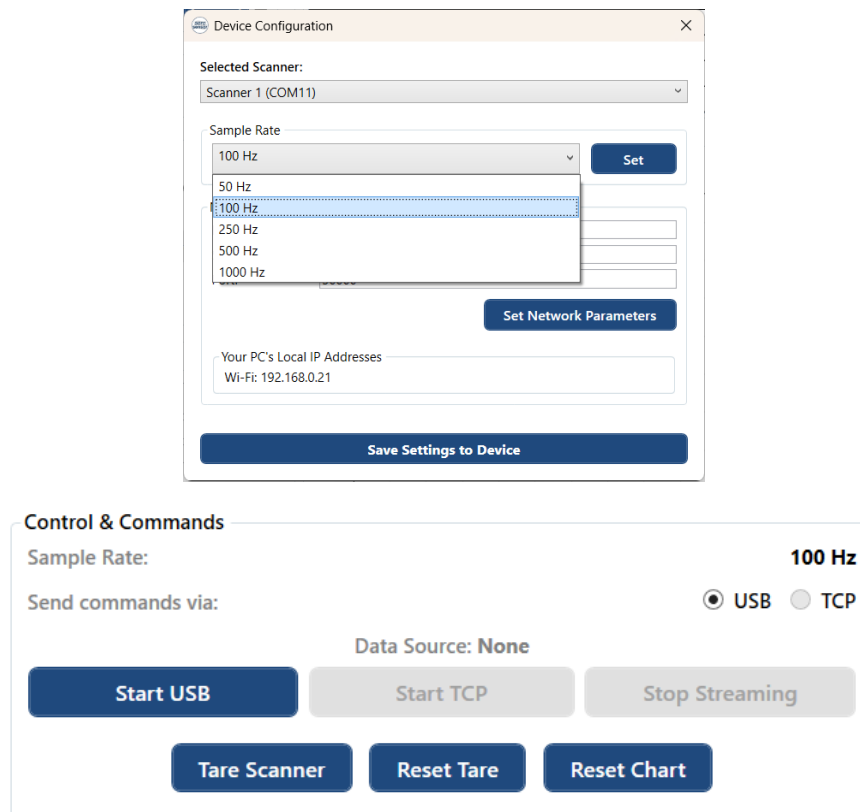 Device Configuration
Selected Scanner:
Scanner 1 (COM11)
Sample Rate
100 Hz
Set
50 Hz
100 Hz
250 Hz
500 Hz
1000 Hz
Set Network Parameters
Your PC's Local IP Addresses
Wi-Fi: 192.168.0.21
Save Settings to Device
Control & Commands
Sample Rate: 100 Hz
Send commands via: USB TCP
Data Source: None
Start USB Start TCP Stop Streaming
Tare Scanner Reset Tare Reset Chart